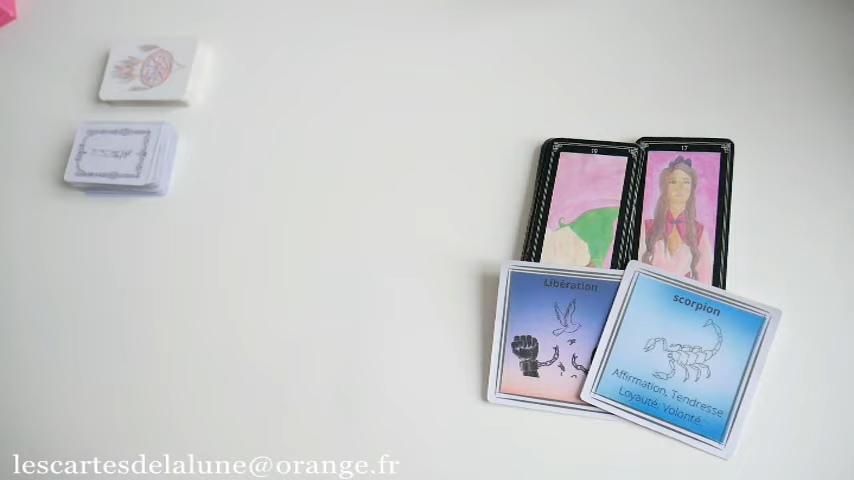 19
17
Libération
scorpion
Affirmation, Tendresse
Loyauté, Volonté...
lescartesdelalune@orange.fr